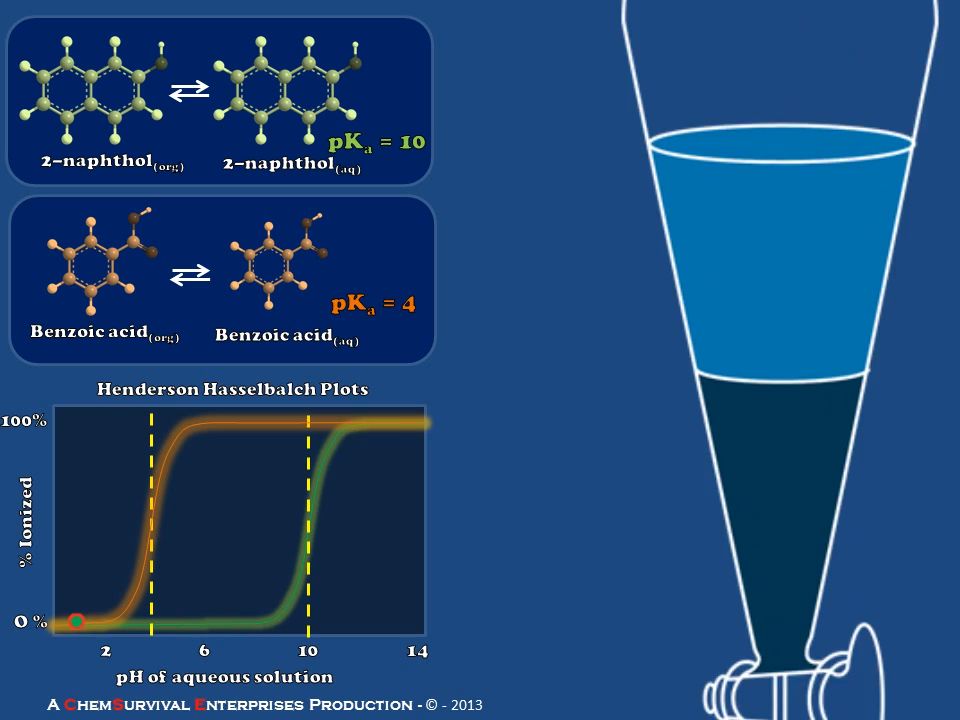 pKa = 10
2-naphthol(org)
2-naphthol(aq)
pKa = 4
Benzoic acid(org)
Benzoic acid(aq)
Henderson Hasselbalch Plots
100%
% Ionized
0 %
2 6 10 14
pH of aqueous solution
A ChemSurvival Enterprises Production - © - 2013